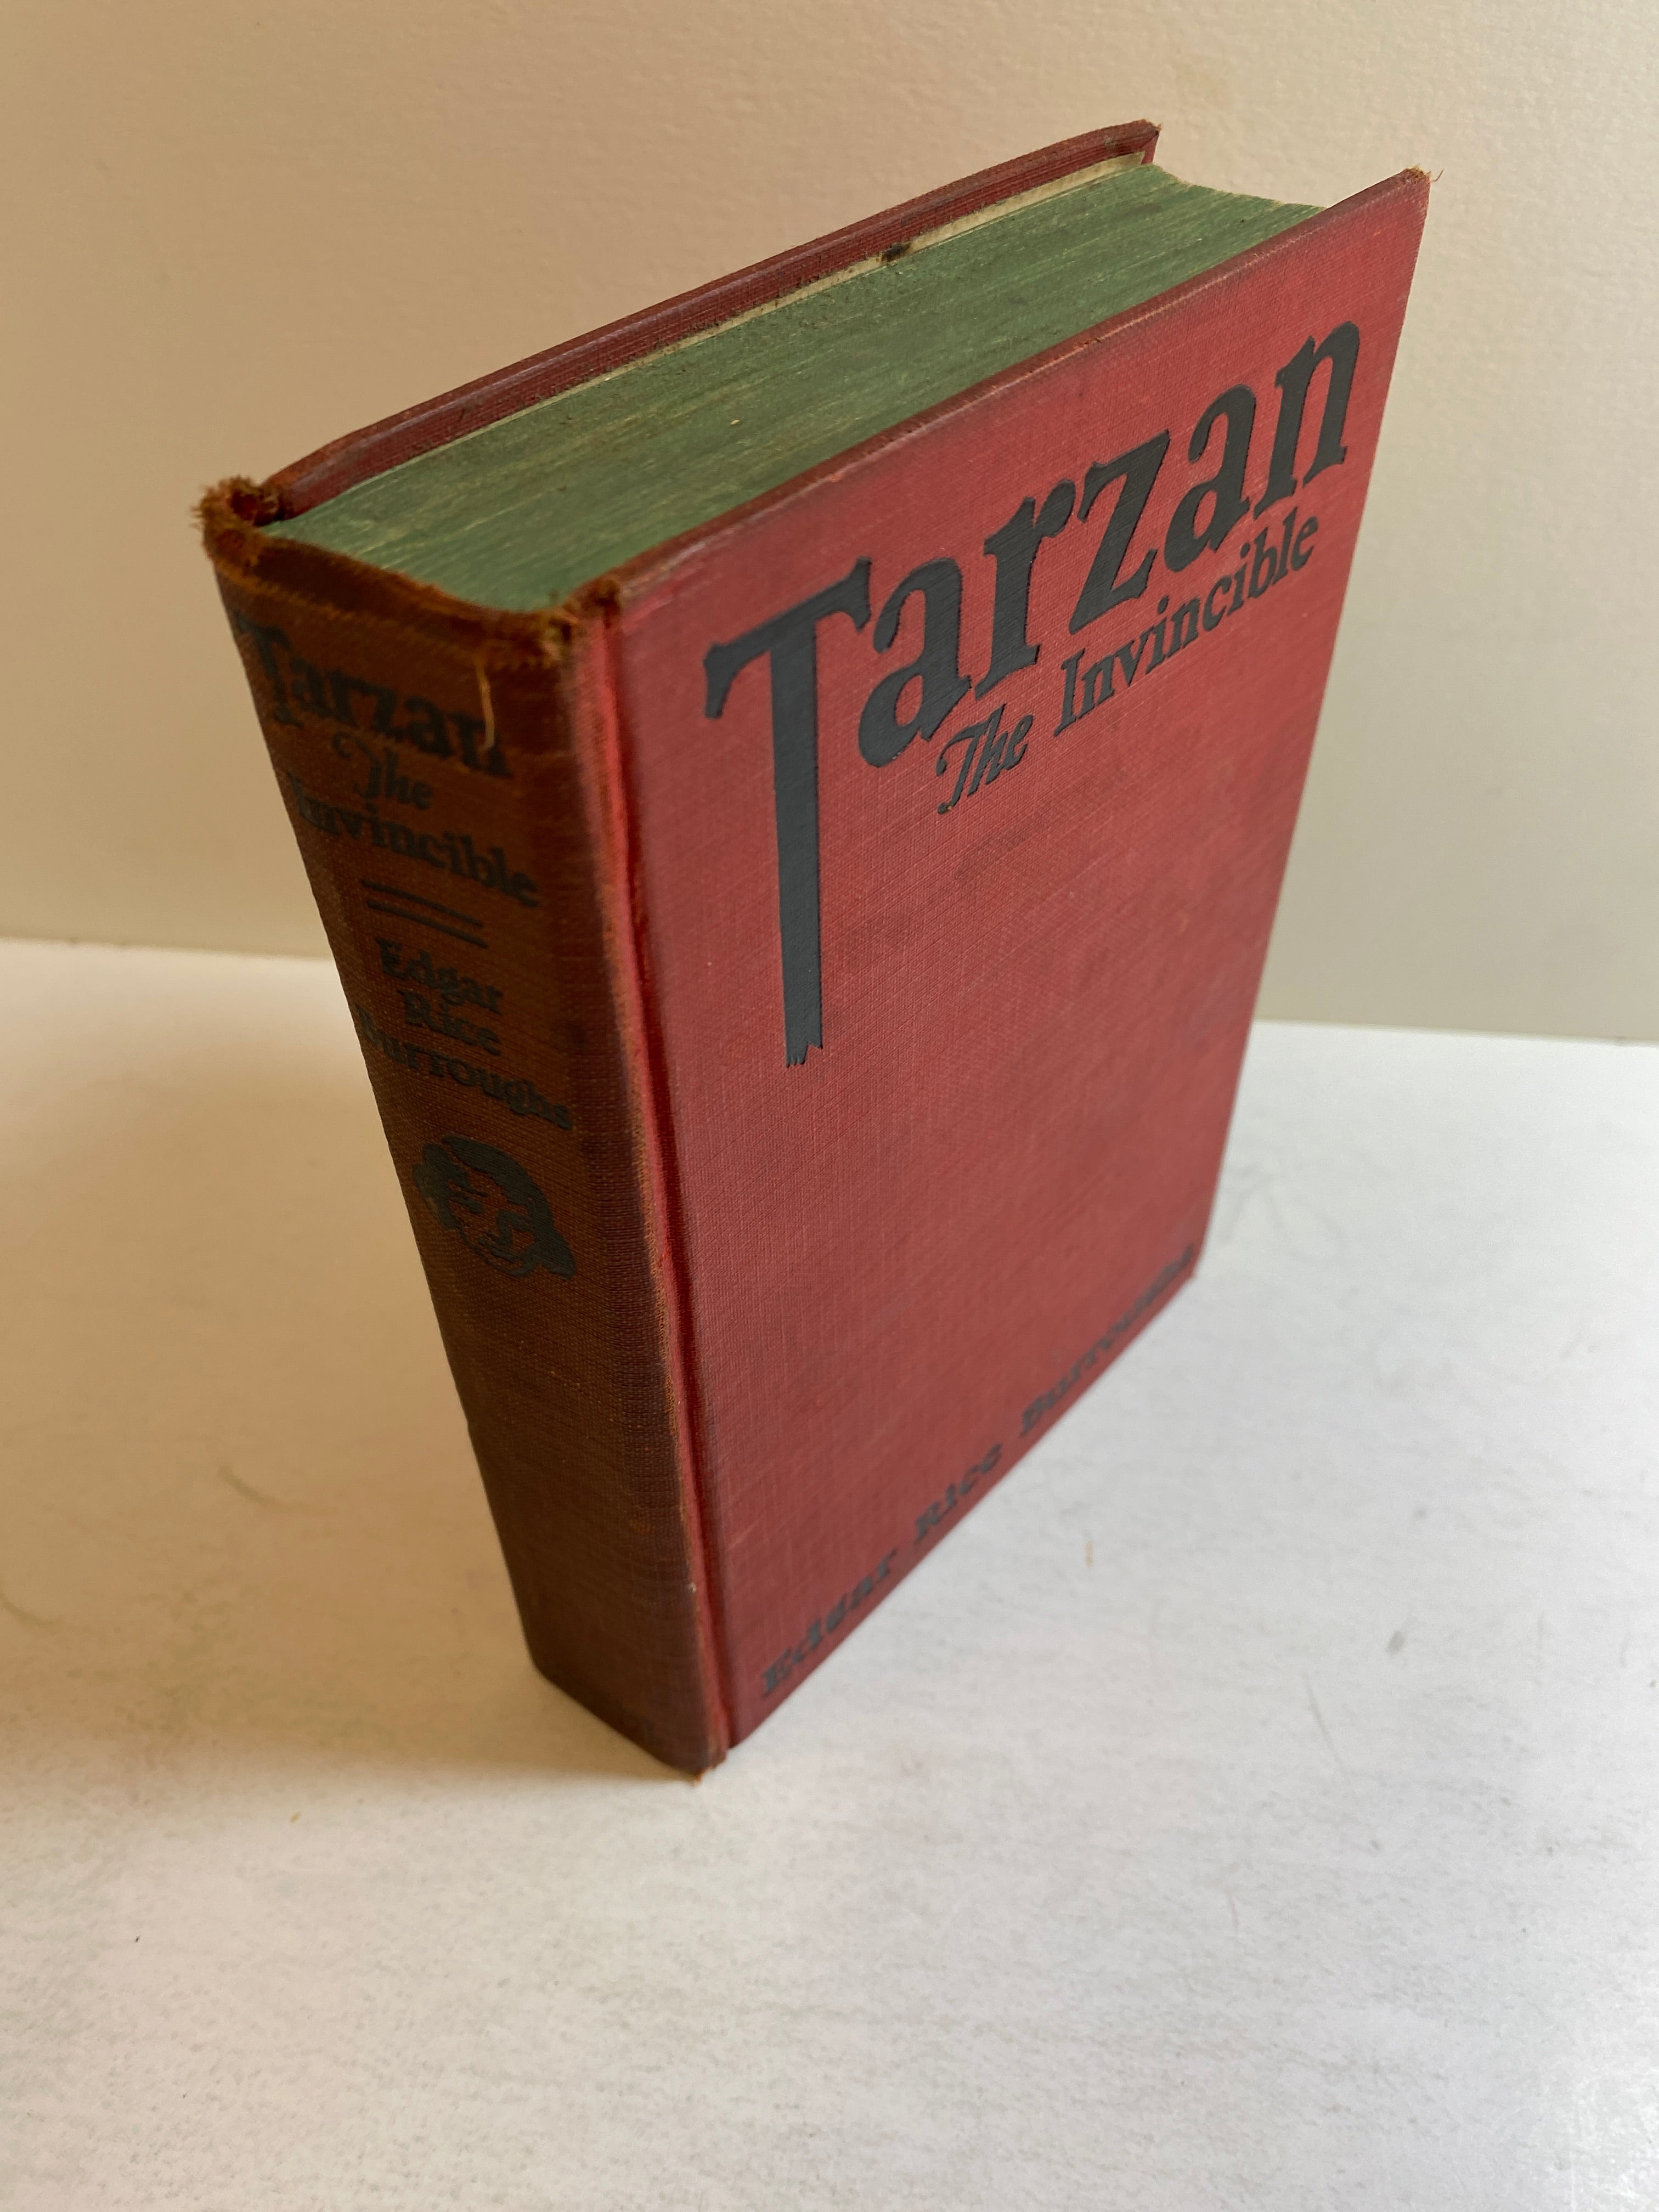 Tarzan
The
Invincible
Edgar
Rice
Burroughs
Tarzan
The Invincible
Edgar Rice Burroughs